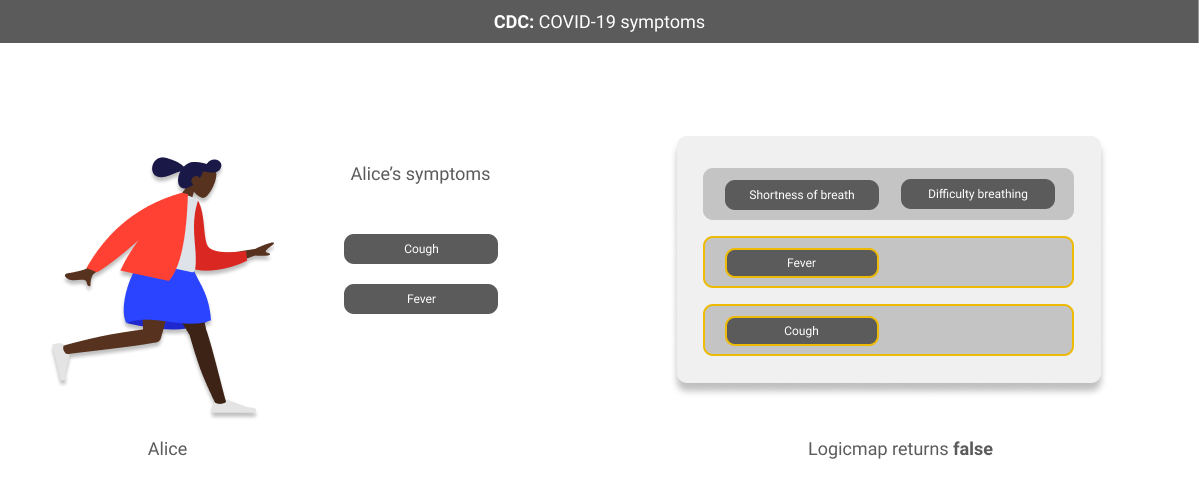 CDC: COVID-19 symptoms
Alice’s symptoms
Cough
Fever
Alice
Shortness of breath
Difficulty breathing
Fever
Cough
Logicmap returns false